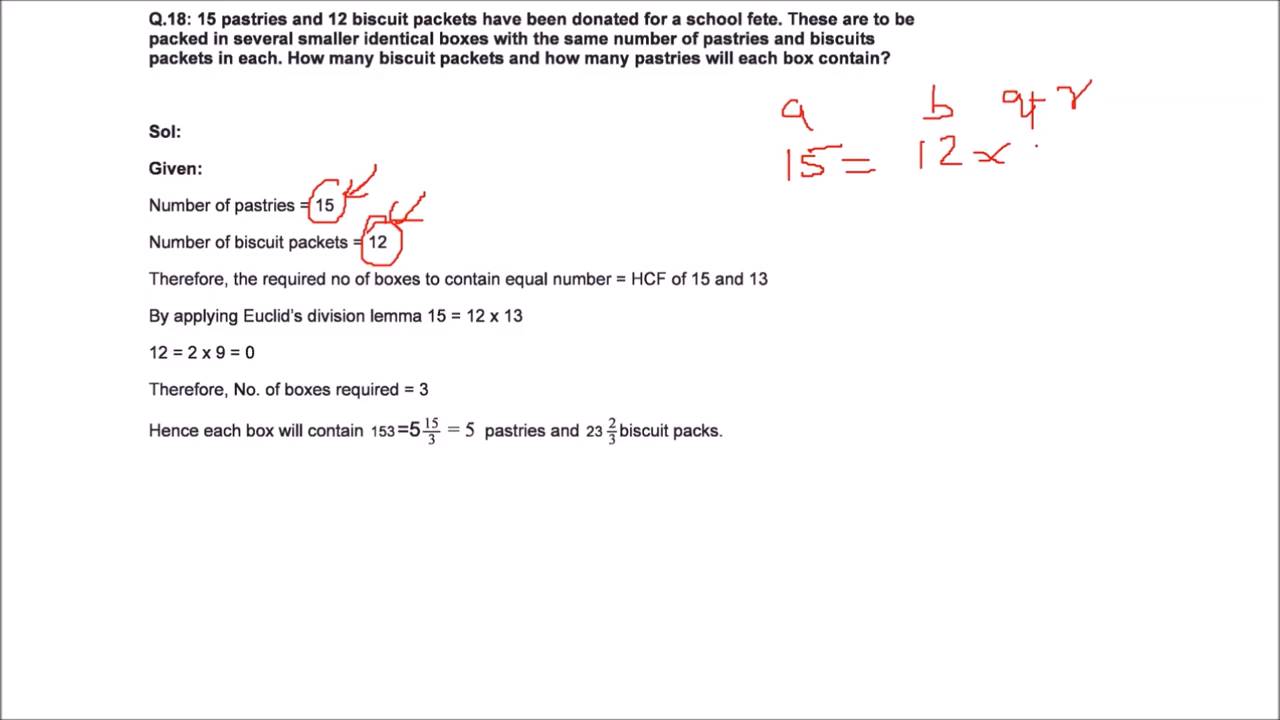 Q.18: 15 pastries and 12 biscuit packets have been donated for a school fete. These are to be
packed in several smaller identical boxes with the same number of pastries and biscuits
packets in each. How many biscuit packets and how many pastries will each box contain?
a b q+r
15 = 12 ×
Sol:
Given:
Number of pastries = 15
Number of biscuit packets = 12
Therefore, the required no of boxes to contain equal number = HCF of 15 and 13
By applying Euclid's division lemma 15 = 12 x 13
12 = 2 x 9 = 0
Therefore, No. of boxes required = 3
Hence each box will contain 153=5 15/3 = 5 pastries and 23 2/3 biscuit packs.